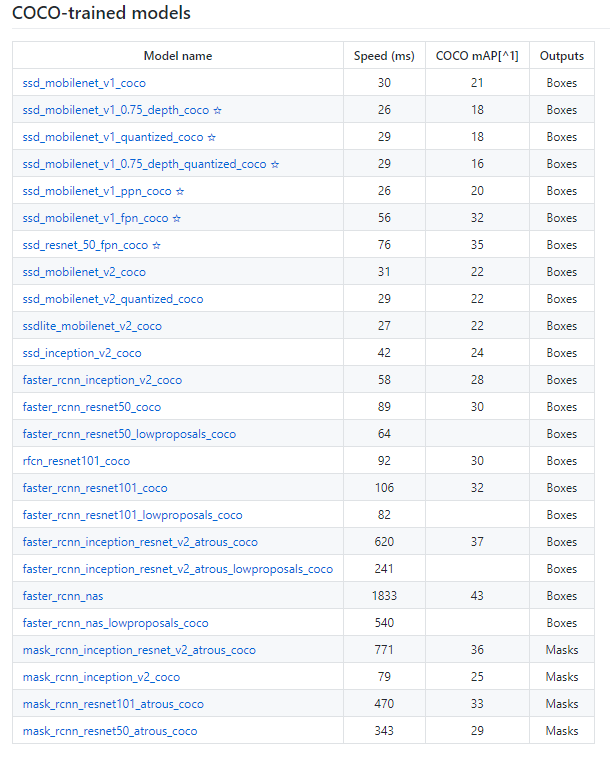 COCO-trained models
Model name Speed (ms) COCO mAP[^1] Outputs
ssd_mobilenet_v1_coco 30 21 Boxes
ssd_mobilenet_v1_0.75_depth_coco ☆ 26 18 Boxes
ssd_mobilenet_v1_quantized_coco ☆ 29 18 Boxes
ssd_mobilenet_v1_0.75_depth_quantized_coco ☆ 29 16 Boxes
ssd_mobilenet_v1_ppn_coco ☆ 26 20 Boxes
ssd_mobilenet_v1_fpn_coco ☆ 56 32 Boxes
ssd_resnet_50_fpn_coco ☆ 76 35 Boxes
ssd_mobilenet_v2_coco 31 22 Boxes
ssd_mobilenet_v2_quantized_coco 29 22 Boxes
ssdlite_mobilenet_v2_coco 27 22 Boxes
ssd_inception_v2_coco 42 24 Boxes
faster_rcnn_inception_v2_coco 58 28 Boxes
faster_rcnn_resnet50_coco 89 30 Boxes
faster_rcnn_resnet50_lowproposals_coco 64 Boxes
rfcn_resnet101_coco 92 30 Boxes
faster_rcnn_resnet101_coco 106 32 Boxes
faster_rcnn_resnet101_lowproposals_coco 82 Boxes
faster_rcnn_inception_resnet_v2_atrous_coco 620 37 Boxes
faster_rcnn_inception_resnet_v2_atrous_lowproposals_coco 241 Boxes
faster_rcnn_nas 1833 43 Boxes
faster_rcnn_nas_lowproposals_coco 540 Boxes
mask_rcnn_inception_resnet_v2_atrous_coco 771 36 Masks
mask_rcnn_inception_v2_coco 79 25 Masks
mask_rcnn_resnet101_atrous_coco 470 33 Masks
mask_rcnn_resnet50_atrous_coco 343 29 Masks